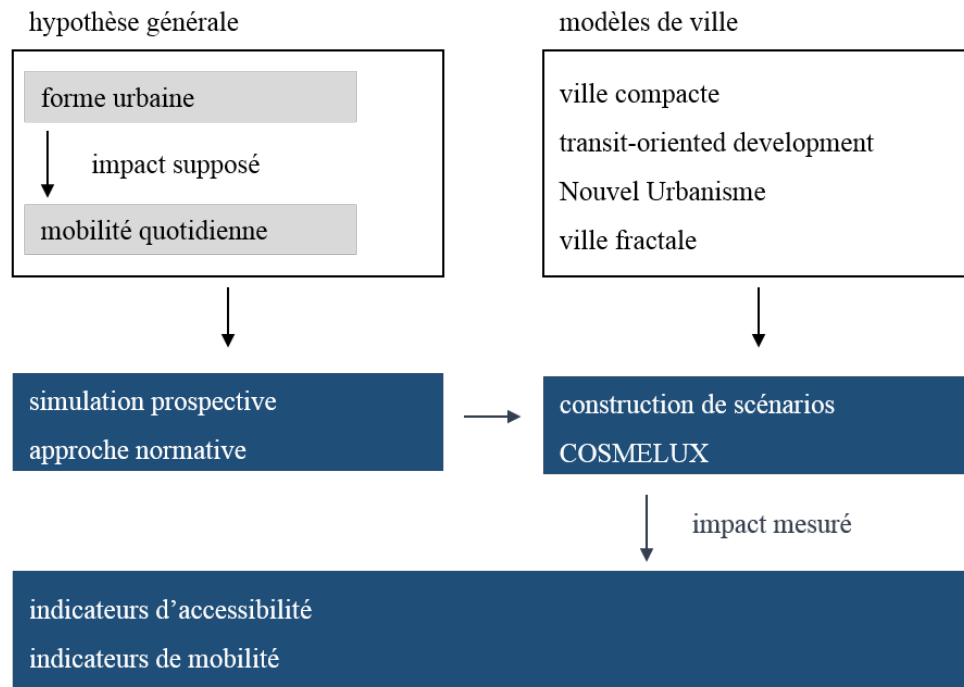 hypothèse générale
forme urbaine
impact supposé
mobilité quotidienne
modèles de ville
ville compacte
transit-oriented development
Nouvel Urbanisme
ville fractale
simulation prospective
approche normative
construction de scénarios
COSMELUX
impact mesuré
indicateurs d’accessibilité
indicateurs de mobilité